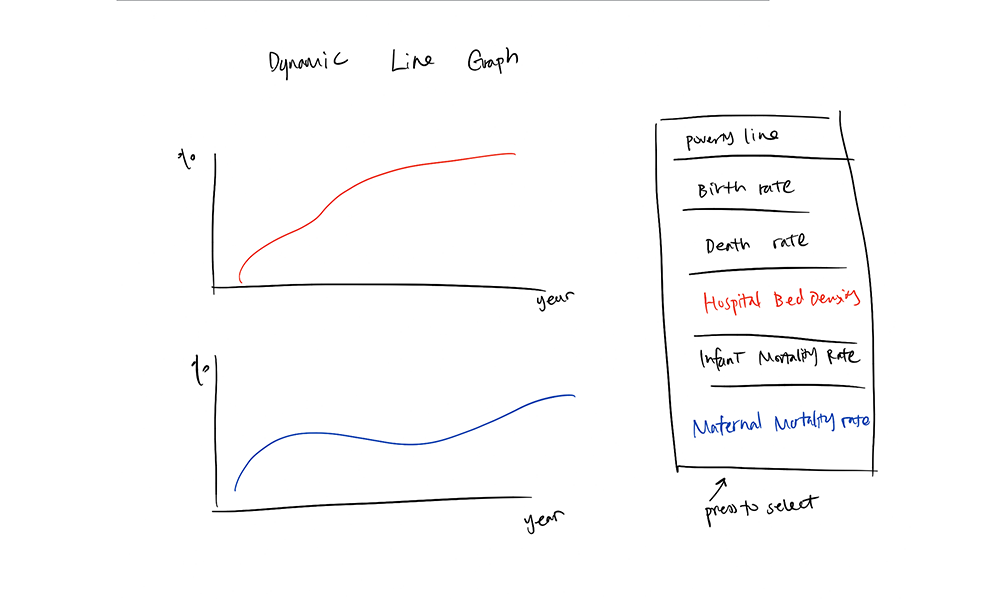 Dynamic Line Graph
%
year
%
year
Poverty line
Birth rate
Death rate
Hospital Bed Density
Infant Mortality Rate
Maternal Mortality rate
press to select